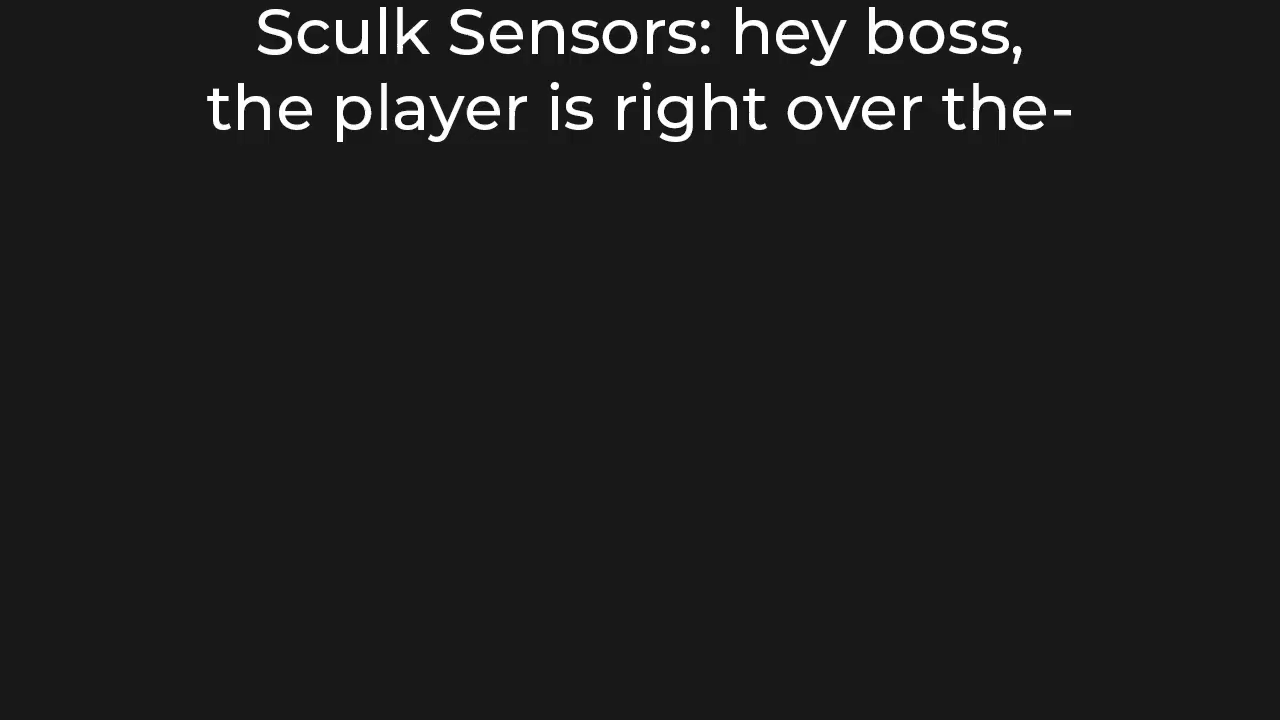 Sculk Sensors: hey boss,
the player is right over the-